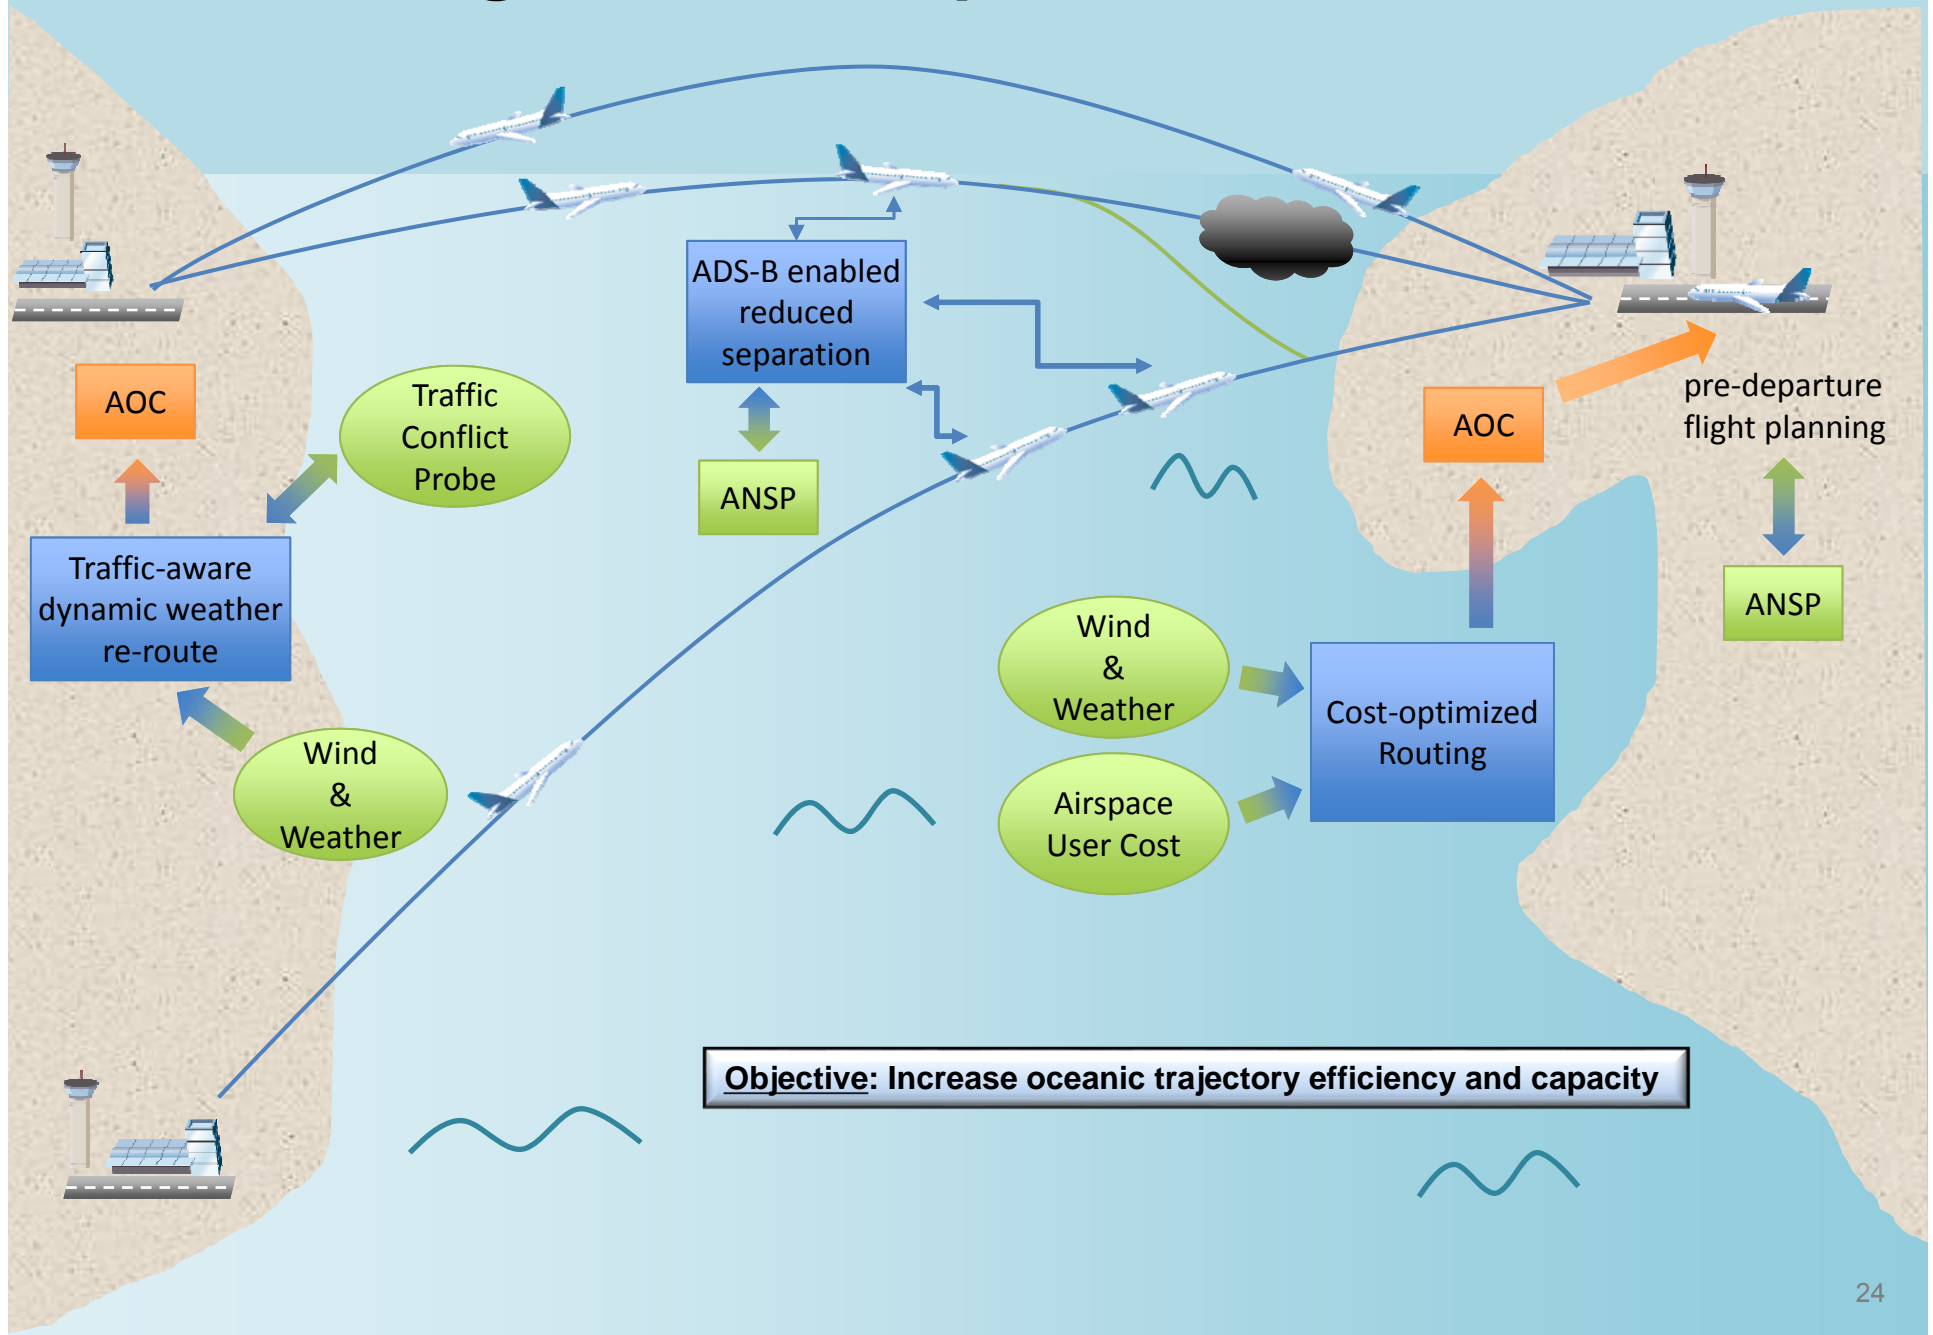 ADS-B enabled
reduced
separation
AOC
Traffic
Conflict
Probe
AOC
pre-departure
flight planning
ANSP
Traffic-aware
dynamic weather
re-route
ANSP
Wind
&
Weather
Cost-optimized
Routing
Wind
&
Weather
Airspace
User Cost
Objective: Increase oceanic trajectory efficiency and capacity
24